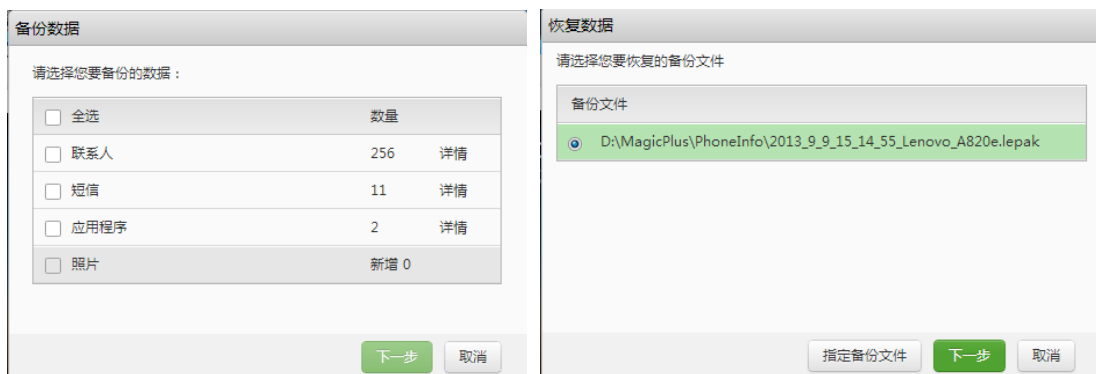 备份数据
请选择您要备份的数据：
全选 数量
联系人 256 详情
短信 11 详情
应用程序 2 详情
照片 新增 0
下一步 取消
恢复数据
请选择您要恢复的备份文件
备份文件
D:\MagicPlus\PhoneInfo\2013_9_9_15_14_55_Lenovo_A820e.lepak
指定备份文件 下一步 取消